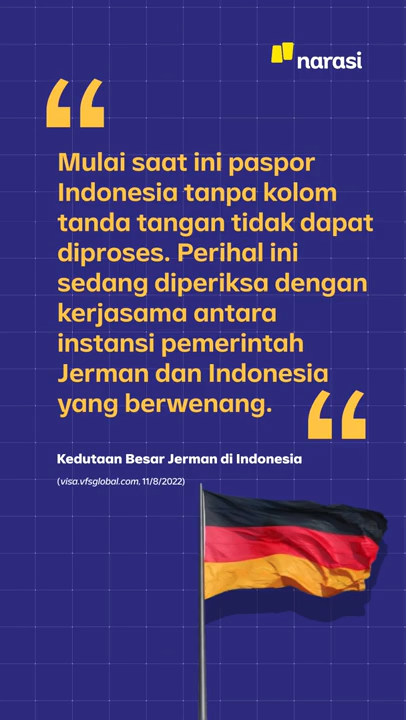 narasi
“
Mulai saat ini paspor
Indonesia tanpa kolom
tanda tangan tidak dapat
diproses. Perihal ini
sedang diperiksa dengan
kerjasama antara
instansi pemerintah
Jerman dan Indonesia
yang berwenang.
“
Kedutaan Besar Jerman di Indonesia
(visa.vfsglobal.com, 11/8/2022)